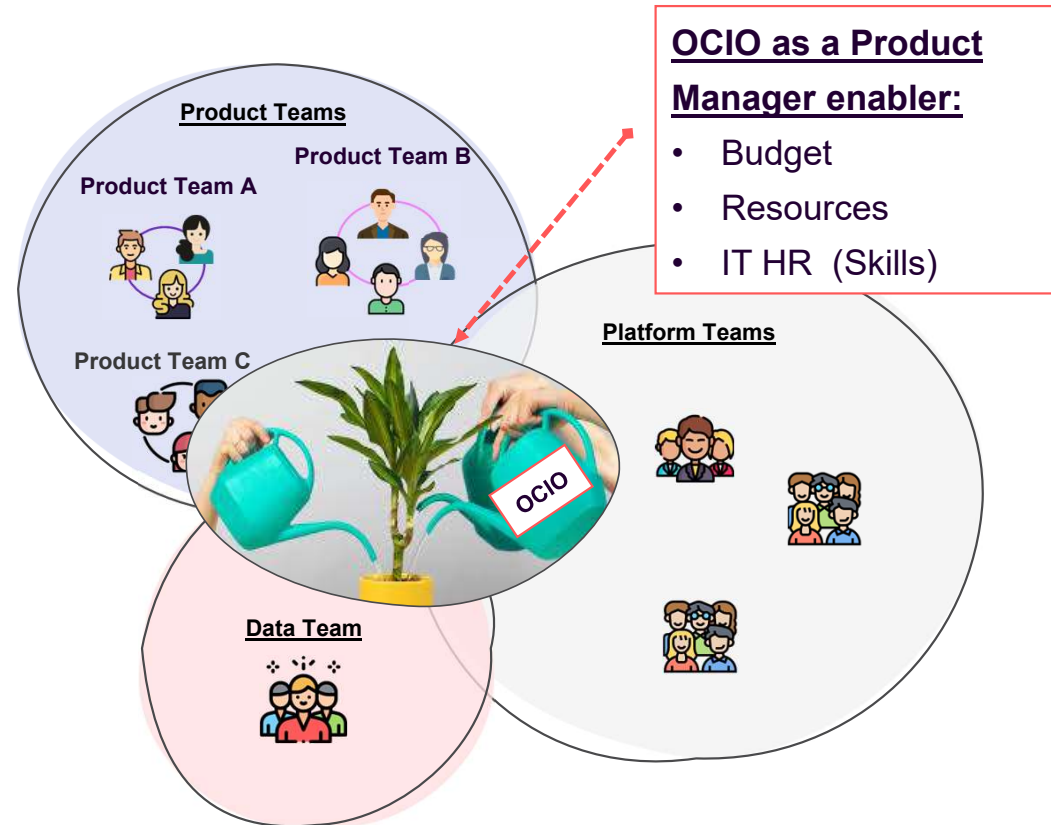 OCIO as a Product
Manager enabler:
• Budget
• Resources
• IT HR (Skills)
Product Teams
Product Team B
Product Team A
Product Team C
Platform Teams
OCIO
Data Team